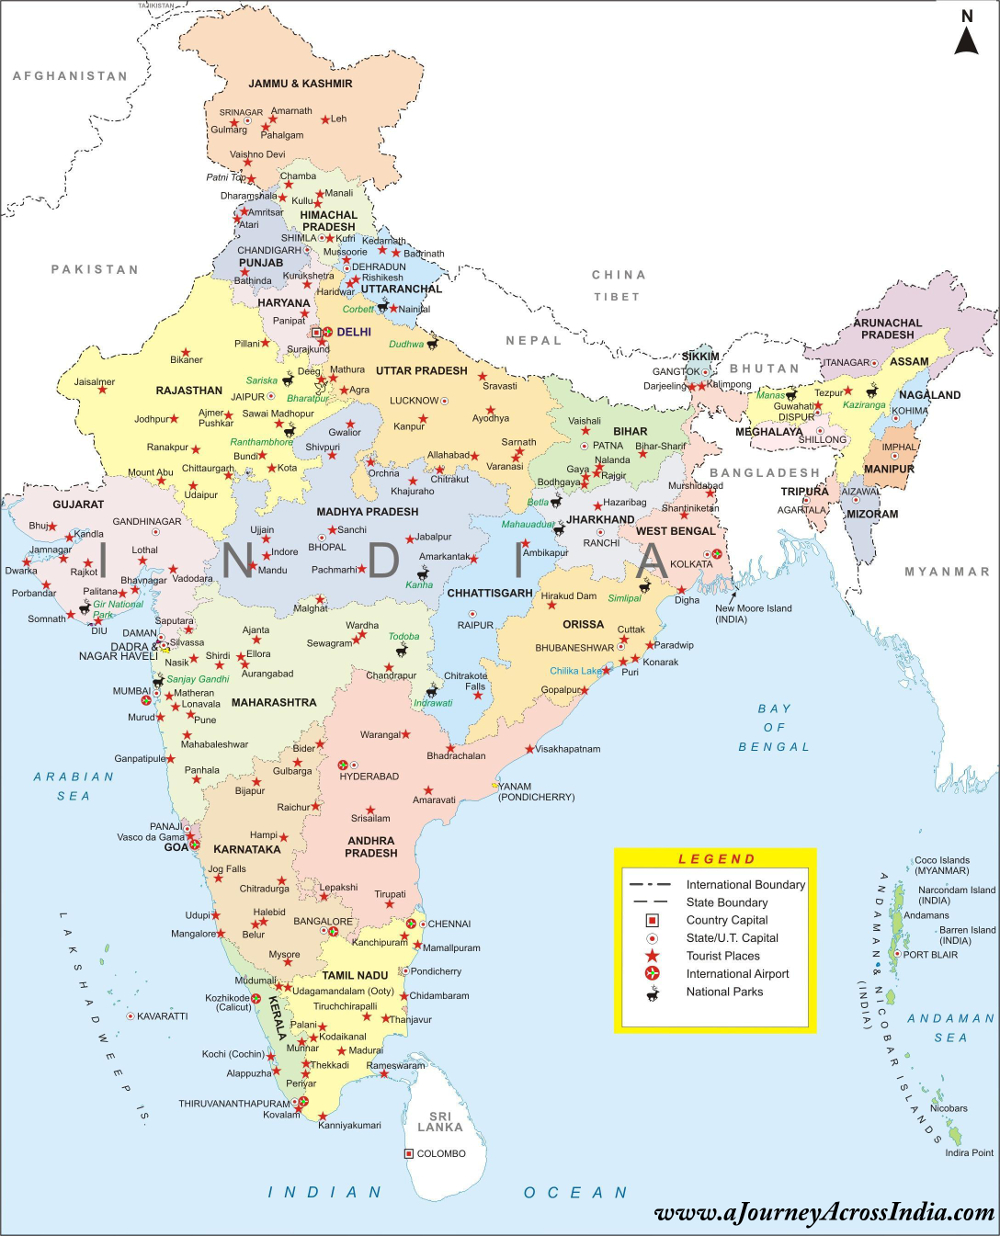 TAJIKISTAN
N
AFGHANISTAN
JAMMU & KASHMIR
SRINAGAR
Amarnath
Leh
Gulmarg
Pahalgam
Vaishno Devi
Patni Top
Chamba
Dharamshala
Manali
Kullu
Amritsar
Atari
HIMACHAL
PRADESH
SHIMLA
Kufri
Kedarnath
Badrinath
CHANDIGARH
Mussoorie
PUNJAB
DEHRADUN
Rishikesh
Bathinda
Kurukshetra
Haridwar
UTTARANCHAL
PAKISTAN
CHINA
TIBET
HARYANA
Corbett
Nainital
Panipat
DELHI
Surajkund
Pillani
Dudhwa
NEPAL
ARUNACHAL
PRADESH
SIKKIM
GANGTOK
BHUTAN
ITANAGAR
ASSAM
Darjeeling
Kalimpong
Manas
Tezpur
Kaziranga
NAGALAND
Guwahati
DISPUR
KOHIMA
MEGHALAYA
SHILLONG
IMPHAL
MANIPUR
BANGLADESH
TRIPURA
AGARTALA
AIZAWAL
MIZORAM
MYANMAR
Bikaner
Jaisalmer
RAJASTHAN
Sariska
Deeg
Mathura
UTTAR PRADESH
Sravasti
JAIPUR
Bharatpur
Agra
LUCKNOW
Ayodhya
Jodhpur
Ajmer
Pushkar
Sawai Madhopur
Kanpur
Ranthambhore
Gwalior
Ranakpur
Bundi
Shivpuri
Sarnath
Allahabad
Varanasi
Mount Abu
Chittaurgarh
Kota
Orchna
Chitrakut
Udaipur
Khajuraho
Vaishali
BIHAR
PATNA
Bihar-Sharif
Nalanda
Gaya
Rajgir
Bodhgaya
Murshidabad
Betla
Hazaribag
Shantiniketan
Mahauadusr
JHARKHAND
RANCHI
WEST BENGAL
KOLKATA
GUJARAT
GANDHINAGAR
MADHYA PRADESH
Bhuj
Kandla
Ujjain
Sanchi
BHOPAL
Jabalpur
Jamnagar
Lothal
Indore
Amarkantak
Ambikapur
INDIA
Dwarka
Rajkot
Bhavnagar
Vadodara
Mandu
Pachmarhi
Kanha
Porbandar
Palitana
CHHATTISGARH
Hirakud Dam
Simlipal
Digha
New Moore Island
(INDIA)
Gir National
Park
Somnath
DIU
Malghat
RAIPUR
ORISSA
Cuttak
DAMAN
Saputara
Ajanta
Wardha
Sewagram
Todoba
BHUBANESHWAR
Paradwip
DADRA &
NAGAR HAVELI
Silvassa
Nasik
Shirdi
Ellora
Aurangabad
Chandrapur
Chilika Lake
Puri
Konarak
Sanjay Gandhi
Chitrakote
Falls
Gopalpur
MUMBAI
Matheran
Lonavala
MAHARASHTRA
Indrawati
BAY
OF
BENGAL
Murud
Pune
Mahabaleshwar
Warangal
Bhadrachalan
Visakhapatnam
Ganpatipule
Bider
Gulbarga
HYDERABAD
ARABIAN
SEA
Panhala
Bijapur
Raichur
Amaravati
YANAM
(PONDICHERRY)
Srisailam
PANAJI
Vasco da Gama
GOA
Hampi
KARNATAKA
ANDHRA
PRADESH
Jog Falls
Chitradurga
Lepakshi
Tirupati
Udupi
Halebid
Belur
BANGALORE
CHENNAI
Mangalore
Kanchipuram
Mamallpuram
Mysore
TAMIL NADU
Pondicherry
Mudumali
Udagamandalam (Ooty)
Kozhikode
(Calicut)
KERALA
Chidambaram
Tiruchchirapalli
Thanjavur
Palani
Kodaikanal
Munnar
Madurai
Kochi (Cochin)
Thekkadi
Rameswaram
Alappuzha
Periyar
THIRUVANANTHAPURAM
Kovalam
Kanniyakumari
SRI
LANKA
COLOMBO
LAKSHADWEEP IS.
KAVARATTI
LEGEND
International Boundary
State Boundary
Country Capital
State/U.T. Capital
Tourist Places
International Airport
National Parks
Coco Islands
(MYANMAR)
Narcondam Island
(INDIA)
Andamans
Barren Island
(INDIA)
PORT BLAIR
ANDAMAN & NICOBAR ISLANDS
(INDIA)
ANDAMAN
SEA
Nicobars
Indira Point
INDIAN OCEAN
www.aJourneyAcrossIndia.com